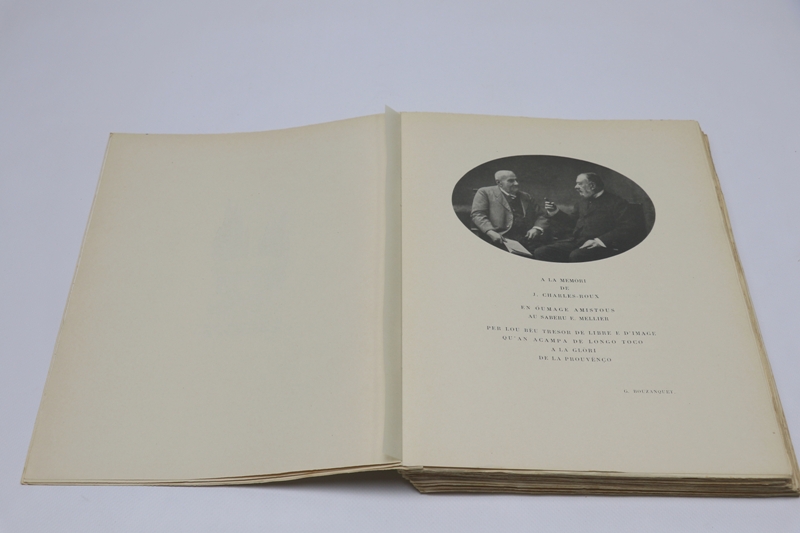 A LA MEMORI
DE
J. CHARLES-ROUX
EN OUMAGE AMISTOUS
AU SABERU E. MELLIER
PER LOU BEU TRESOR DE LIBRE E D'IMAGE
QU'AN ACAMPA DE LONGO TOCO
A LA GLORI
DE LA PROUVENÇO
G. BOUZANQUET